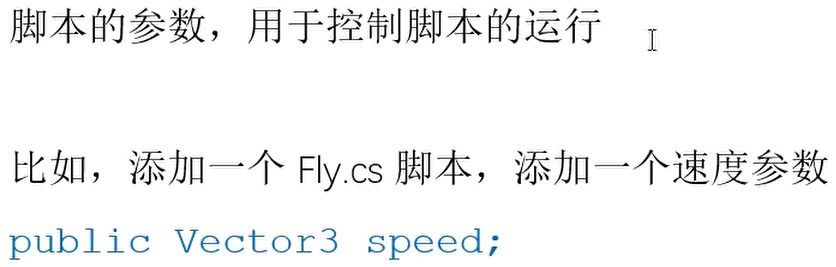 脚本的参数，用于控制脚本的运行
比如，添加一个 Fly.cs 脚本，添加一个速度参数
public Vector3 speed;